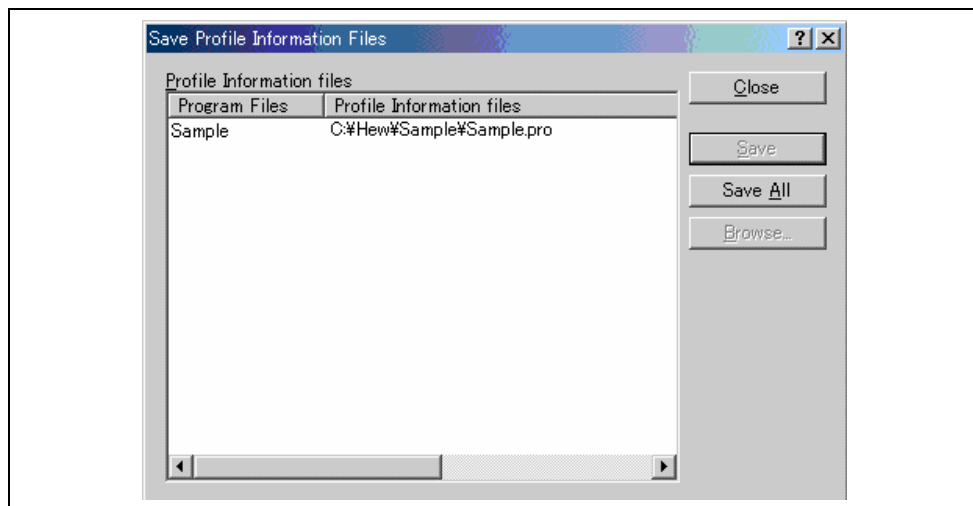 Save Profile Information Files
Profile Information files
Program Files Profile Information files
Sample C:¥Hew¥Sample¥Sample.pro
Close
Save
Save All
Browse...